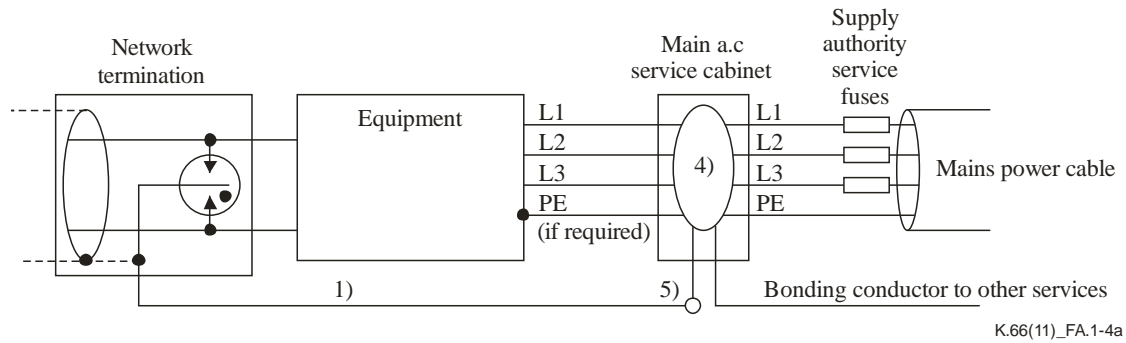 Network
termination
Equipment
Main a.c
service cabinet
Supply
authority
service
fuses
L1
L2
L3
PE
(if required)
4)
L1
L2
L3
PE
Mains power cable
1)
5)
Bonding conductor to other services
K.66(11)_FA.1-4a